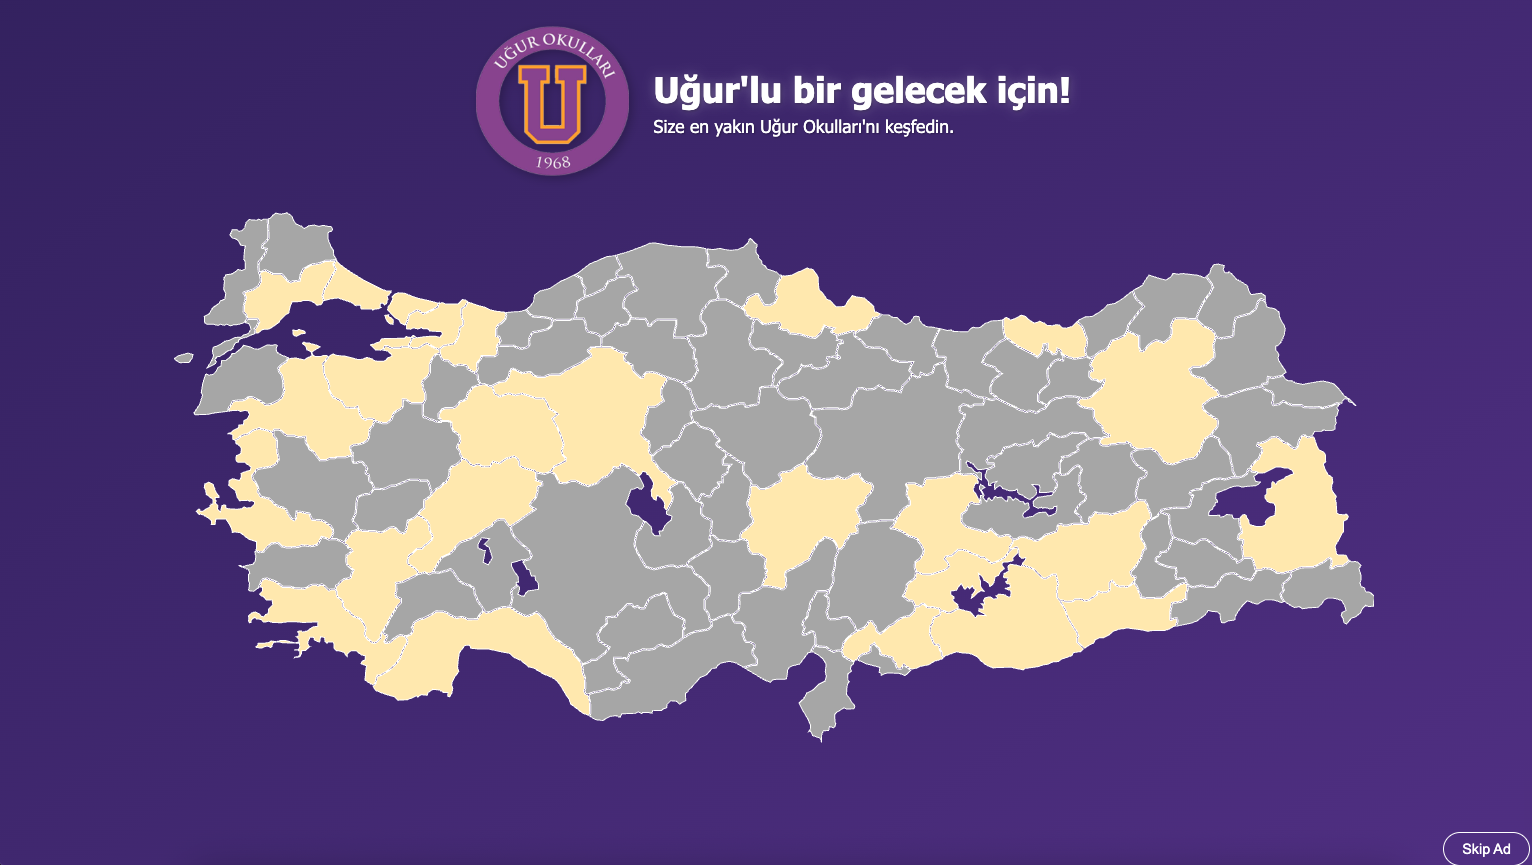 UĞUR OKULLARI
1968
Uğur'lu bir gelecek için!
Size en yakın Uğur Okulları'nı keşfedin.
Skip Ad